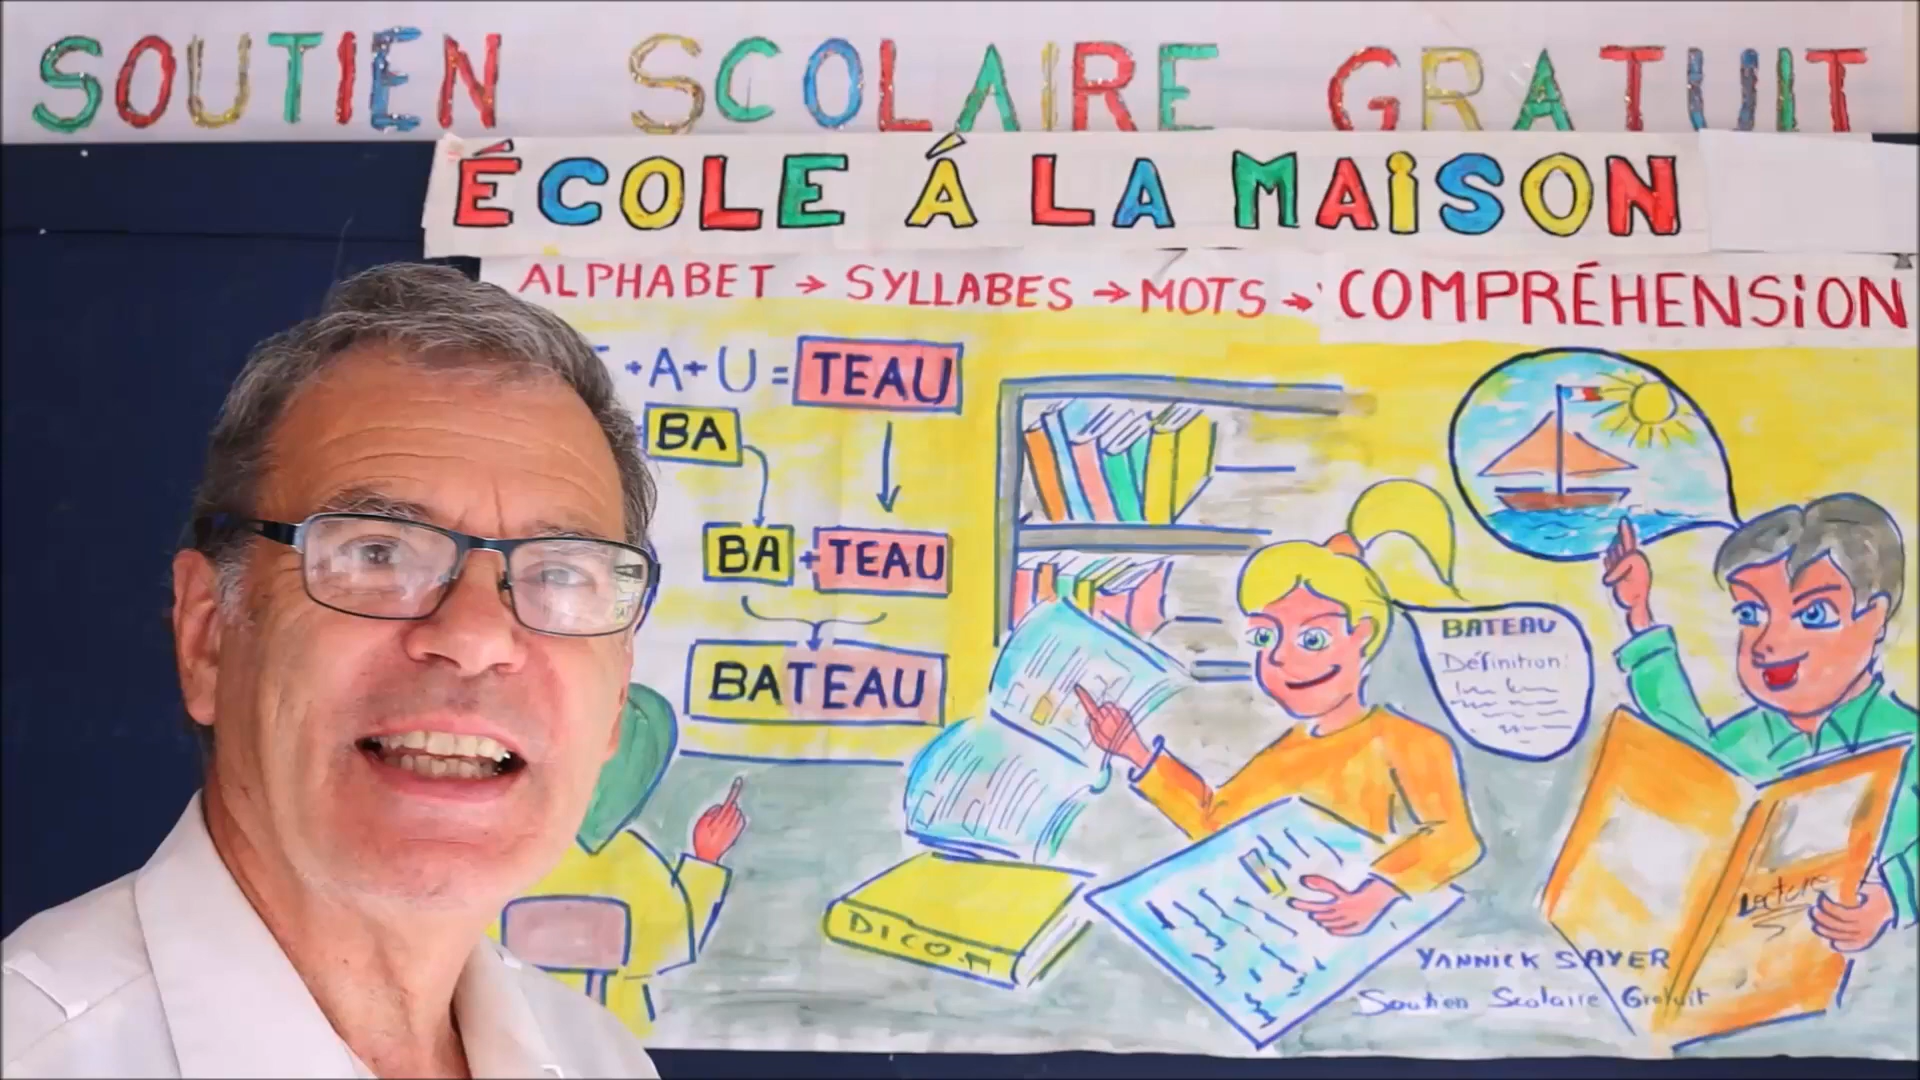 SOUTIEN SCOLAIRE GRATUIT
ÉCOLE Á LA MAISON
ALPHABET → SYLLABES → MOTS → COMPRÉHENSION
+A+U = TEAU
BA
BA + TEAU
BATEAU
BATEAU
Définition:
DICO
Lecture
YANNICK SAYER
Soutien Scolaire Gratuit